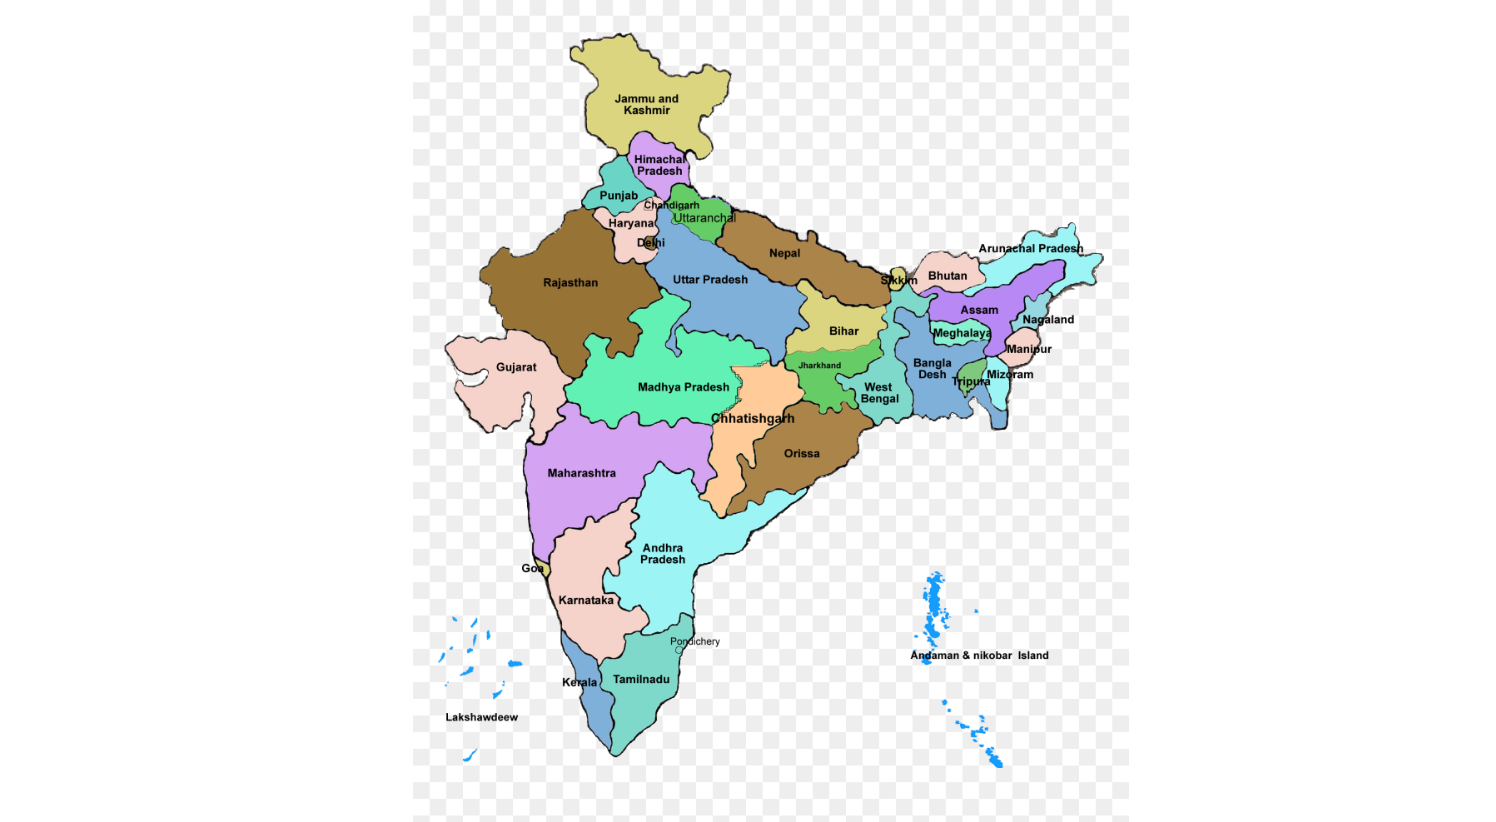 Jammu and
Kashmir
Himachal
Pradesh
Punjab
Chandigarh
Uttaranchal
Haryana
Delhi
Nepal
Arunachal Pradesh
Rajasthan
Uttar Pradesh
Sikkim
Bhutan
Assam
Nagaland
Bihar
Meghalaya
Manipur
Gujarat
Jharkhand
Bangla
Desh
Mizoram
Tripura
Madhya Pradesh
West
Bengal
Chhatishgarh
Orissa
Maharashtra
Andhra
Pradesh
Goa
Karnataka
Pondichery
Andaman & nikobar Island
Kerala
Tamilnadu
Lakshawdeew